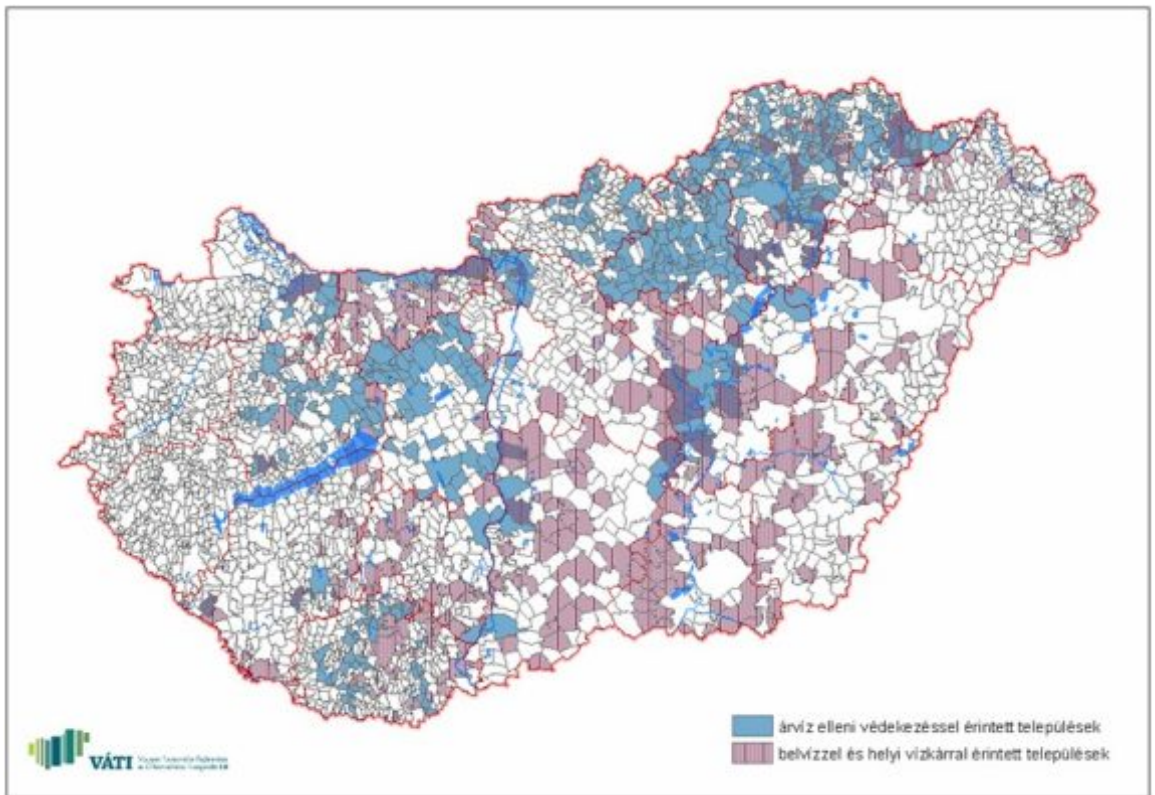 árvíz elleni védekezéssel érintett települések
belvízzel és helyi vízkárral érintett települések
VÁTI